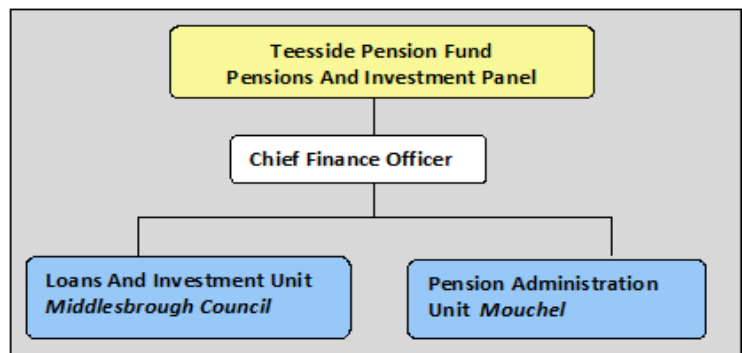 Teesside Pension Fund
Pensions And Investment Panel
Chief Finance Officer
Loans And Investment Unit
Middlesbrough Council
Pension Administration
Unit Mouchel